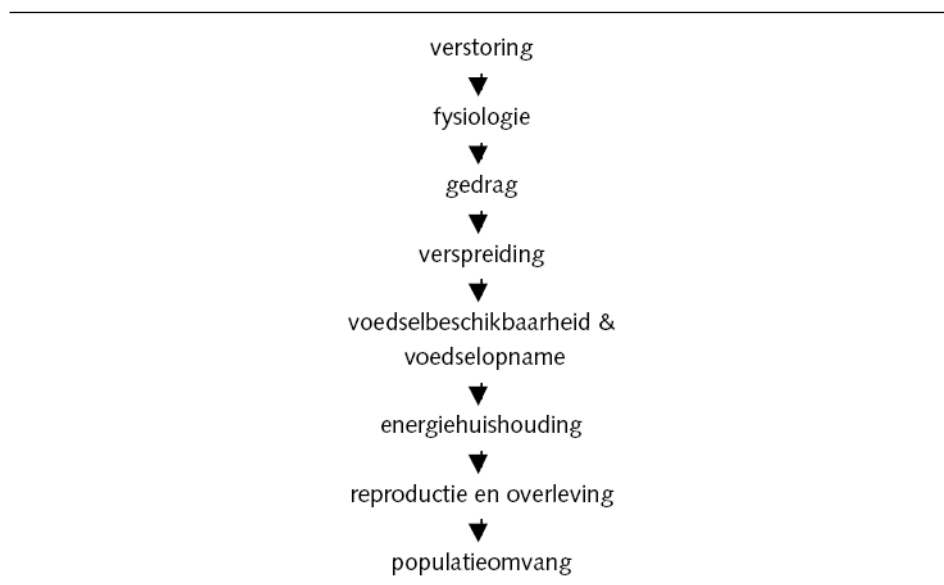 verstoring
fysiologie
gedrag
verspreiding
voedselbeschikbaarheid &
voedselopname
energiehuishouding
reproductie en overleving
populatieomvang